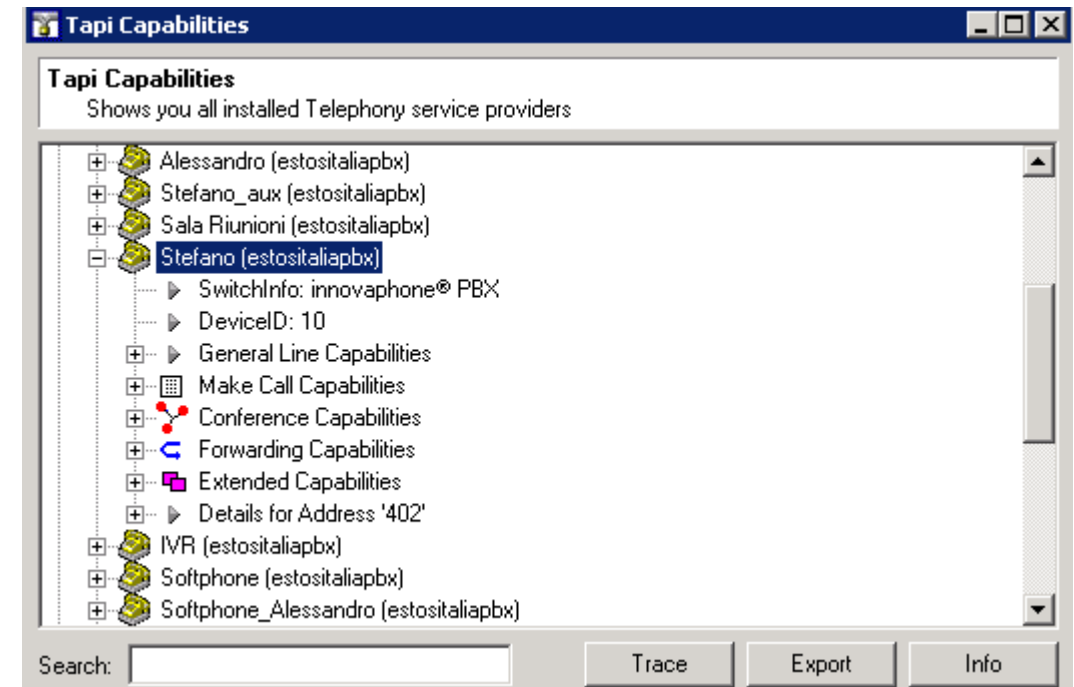 Tapi Capabilities
Tapi Capabilities
Shows you all installed Telephony service providers
Alessandro (estositaliapbx)
Stefano_aux (estositaliapbx)
Sala Riunioni (estositaliapbx)
Stefano (estositaliapbx)
SwitchInfo: innovaphone® PBX
DeviceID: 10
General Line Capabilities
Make Call Capabilities
Conference Capabilities
Forwarding Capabilities
Extended Capabilities
Details for Address '402'
IVR (estositaliapbx)
Softphone (estositaliapbx)
Softphone_Alessandro (estositaliapbx)
Search: Trace Export Info